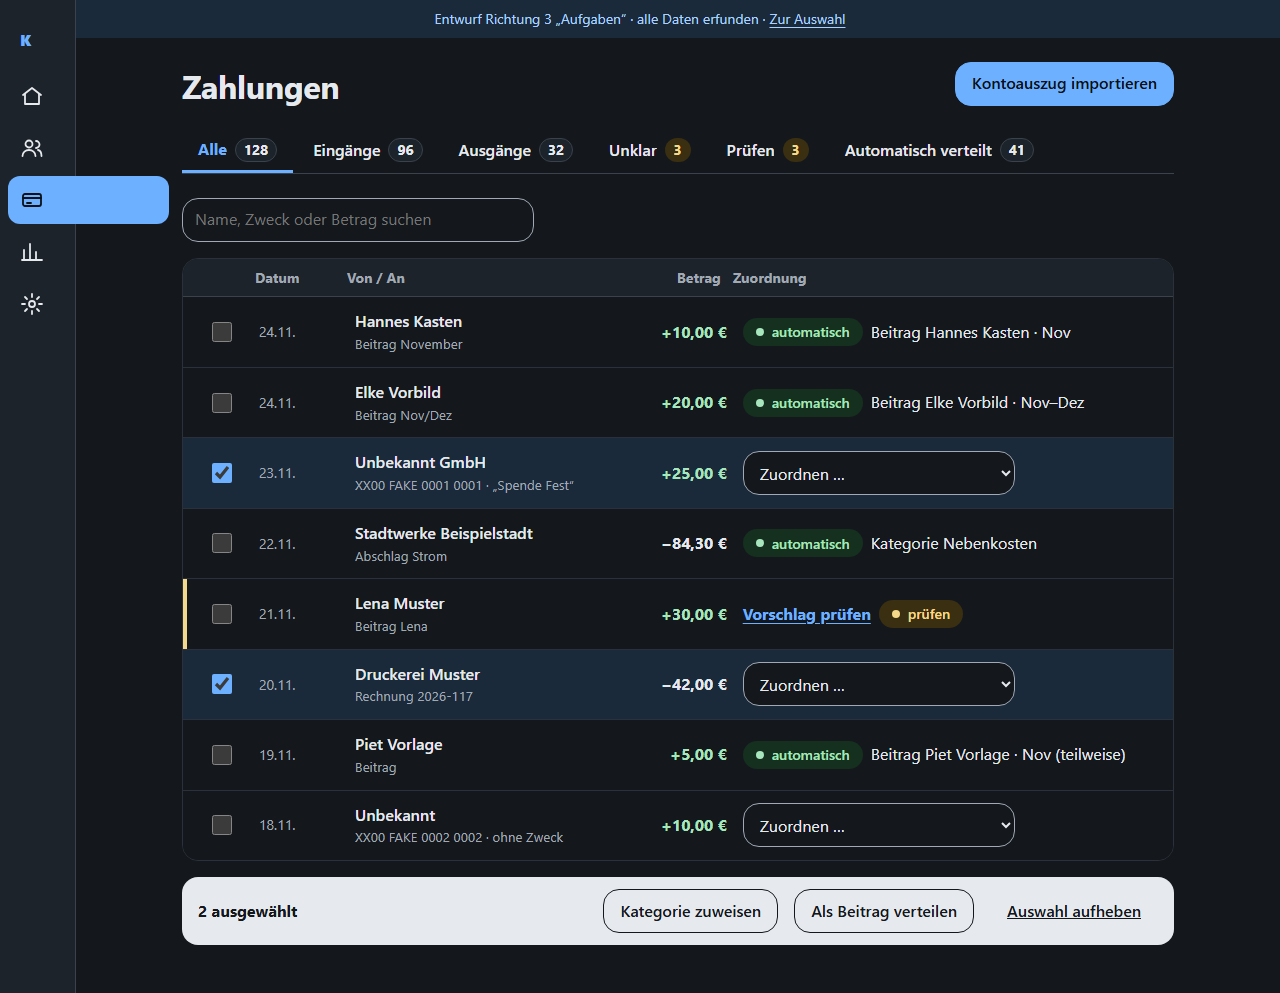 Entwurf Richtung 3 „Aufgaben“ · alle Daten erfunden · Zur Auswahl
K
Zahlungen
Kontoauszug importieren
Alle 128 Eingänge 96 Ausgänge 32 Unklar 3 Prüfen 3 Automatisch verteilt 41
Name, Zweck oder Betrag suchen
Datum Von / An Betrag Zuordnung
Hannes Kasten
24.11. +10,00 € automatisch Beitrag Hannes Kasten · Nov
Beitrag November
Elke Vorbild
24.11. +20,00 € automatisch Beitrag Elke Vorbild · Nov–Dez
Beitrag Nov/Dez
Unbekannt GmbH
23.11. +25,00 € Zuordnen ...
XX00 FAKE 0001 0001 · „Spende Fest“
Stadtwerke Beispielstadt
22.11. −84,30 € automatisch Kategorie Nebenkosten
Abschlag Strom
Lena Muster
21.11. +30,00 € Vorschlag prüfen prüfen
Beitrag Lena
Druckerei Muster
20.11. −42,00 € Zuordnen ...
Rechnung 2026-117
Piet Vorlage
19.11. +5,00 € automatisch Beitrag Piet Vorlage · Nov (teilweise)
Beitrag
Unbekannt
18.11. +10,00 € Zuordnen ...
XX00 FAKE 0002 0002 · ohne Zweck
2 ausgewählt Kategorie zuweisen Als Beitrag verteilen Auswahl aufheben